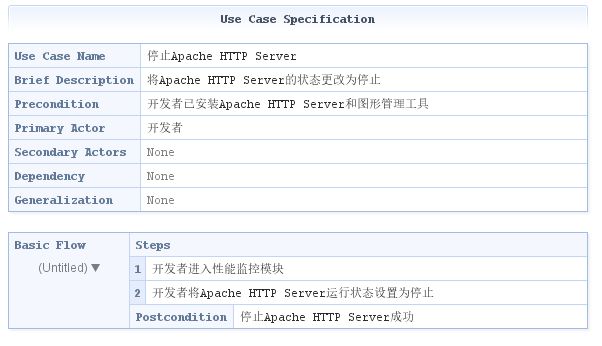 Use Case Specification
Use Case Name 停止Apache HTTP Server
Brief Description 将Apache HTTP Server的状态更改为停止
Precondition 开发者已安装Apache HTTP Server和图形管理工具
Primary Actor 开发者
Secondary Actors None
Dependency None
Generalization None
Basic Flow Steps
(Untitled) ▼
1 开发者进入性能监控模块
2 开发者将Apache HTTP Server运行状态设置为停止
Postcondition 停止Apache HTTP Server成功